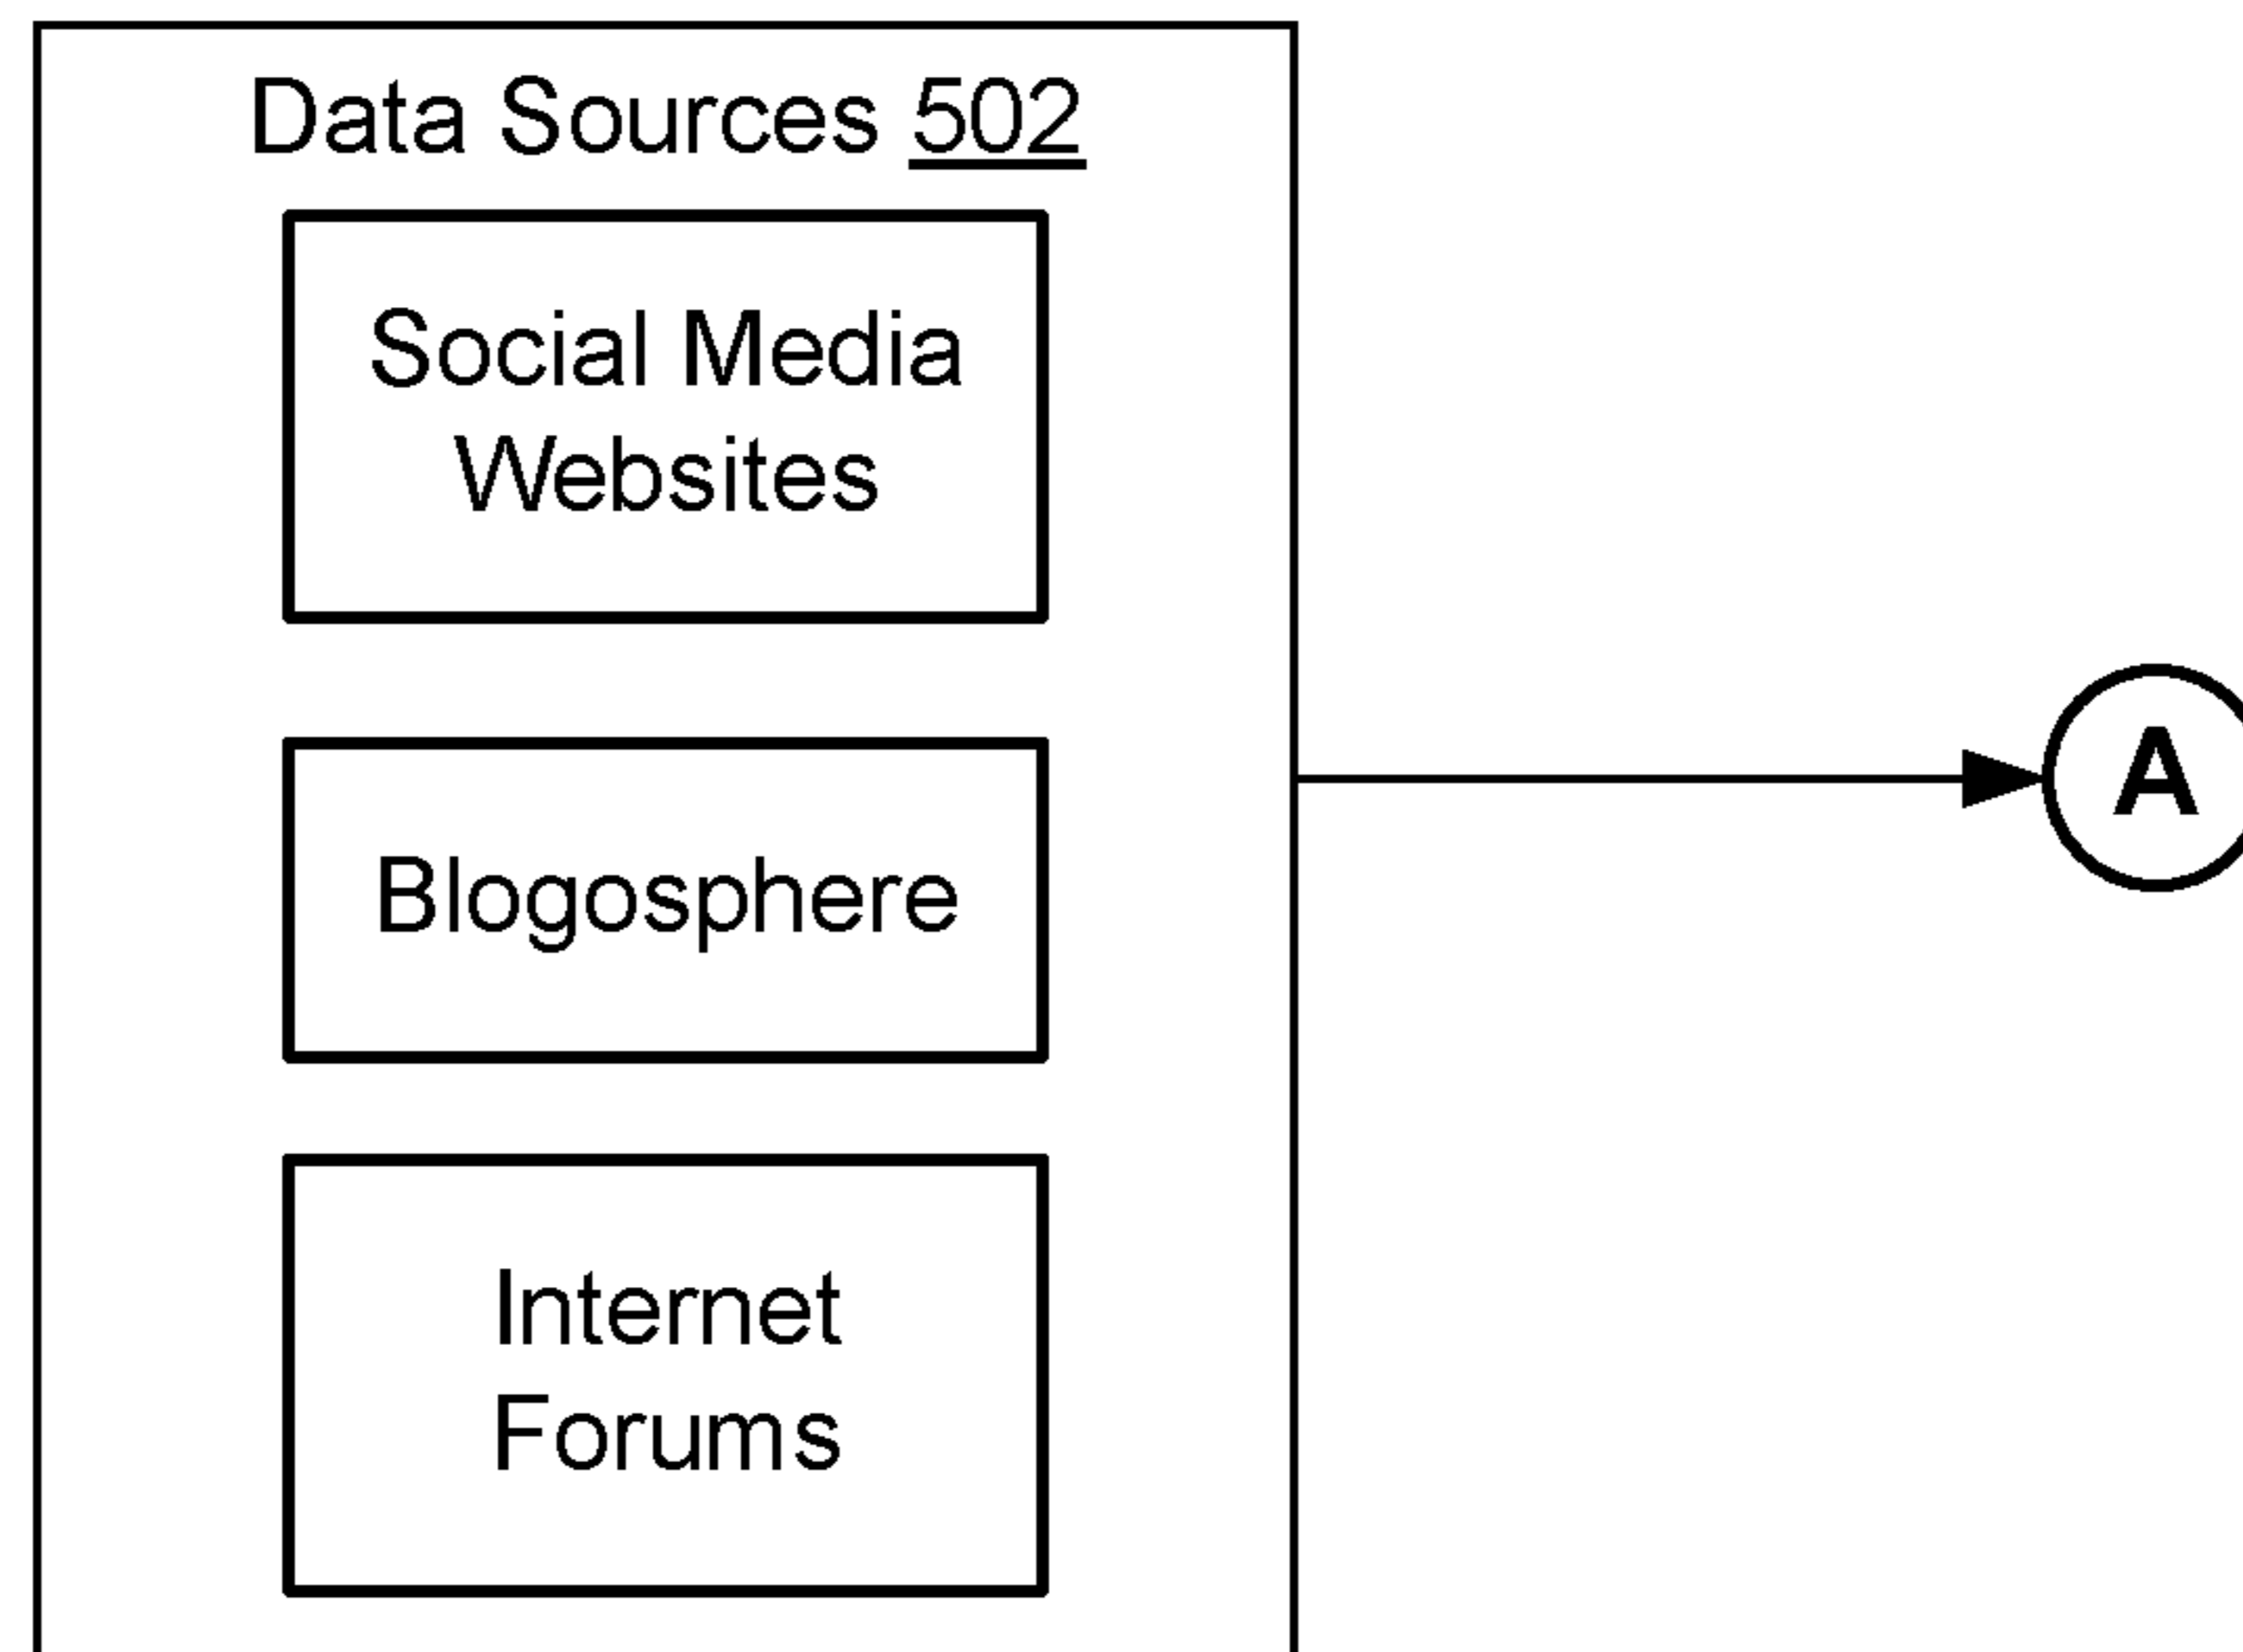 Data Sources 502
Social Media
Websites
Blogosphere
A
Internet
Forums